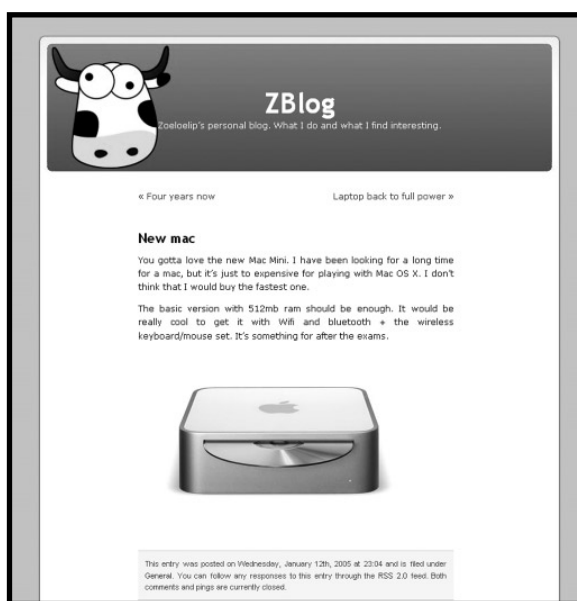 ZBlog
Zoeloelip's personal blog. What I do and what I find interesting.
« Four years now
Laptop back to full power »
New mac
You gotta love the new Mac Mini. I have been looking for a long time
for a mac, but it's just to expensive for playing with Mac OS X. I don't
think that I would buy the fastest one.
The basic version with 512mb ram should be enough. It would be
really cool to get it with Wifi and bluetooth + the wireless
keyboard/mouse set. It's something for after the exams.
This entry was posted on Wednesday, January 12th, 2005 at 23:04 and is filed under
General. You can follow any responses to this entry through the RSS 2.0 feed. Both
comments and pings are currently closed.